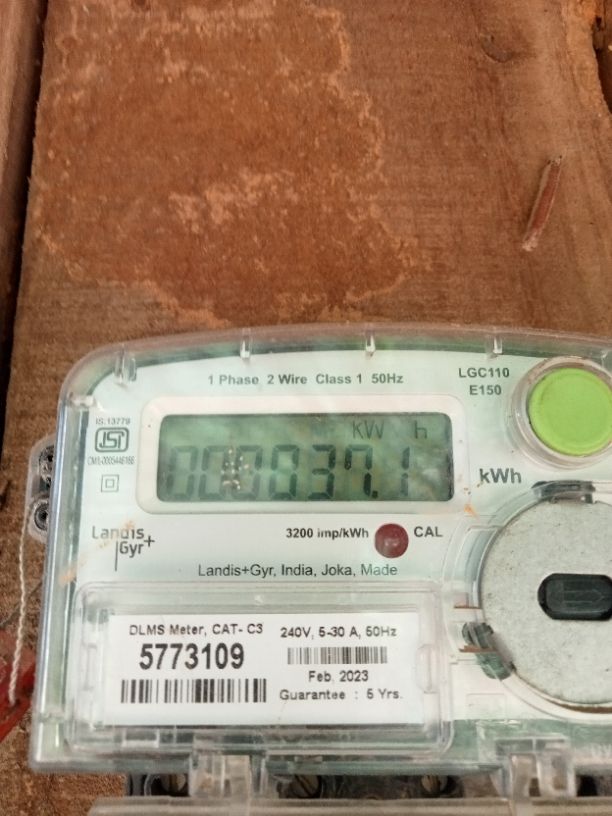 1 Phase 2 Wire Class 1 50Hz
LGC110
E150
IS:13779
kW h
kWh
Landis
Gyr+
3200 imp/kWh
CAL
Landis+Gyr, India, Joka, Made
DLMS Meter, CAT- C3
5773109
240V, 5-30 A, 50Hz
Feb. 2023
Guarantee : 5 Yrs.